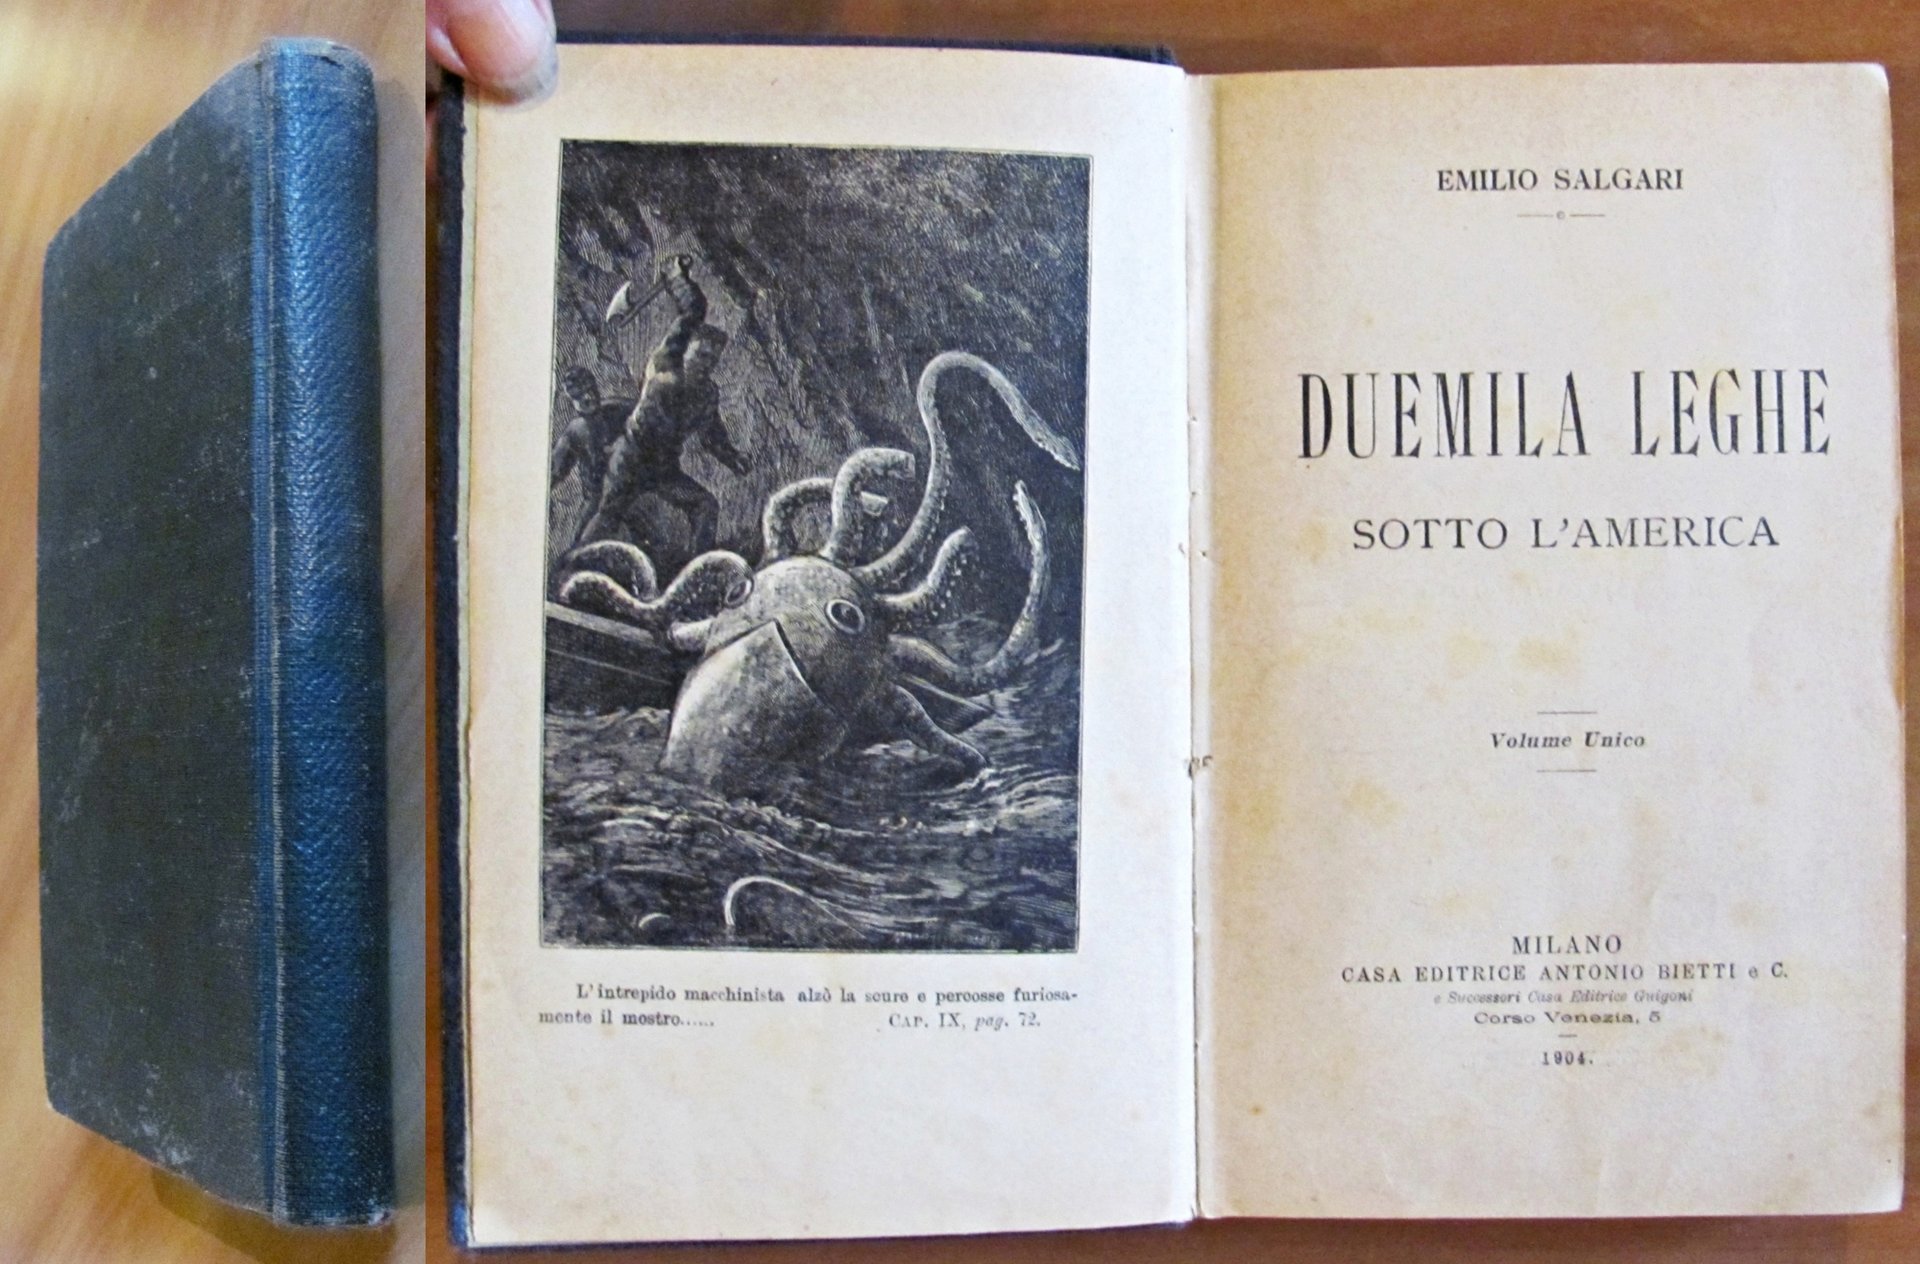 L'intrepido macchinista alzò la scure e percosse furiosa-
mente il mostro...... CAP. IX, pag. 72.
EMILIO SALGARI
DUEMILA LEGHE
SOTTO L'AMERICA
Volume Unico
MILANO
CASA EDITRICE ANTONIO BIETTI e C.
e Successori Casa Editrice Guigoni
Corso Venezia, 5
1904.